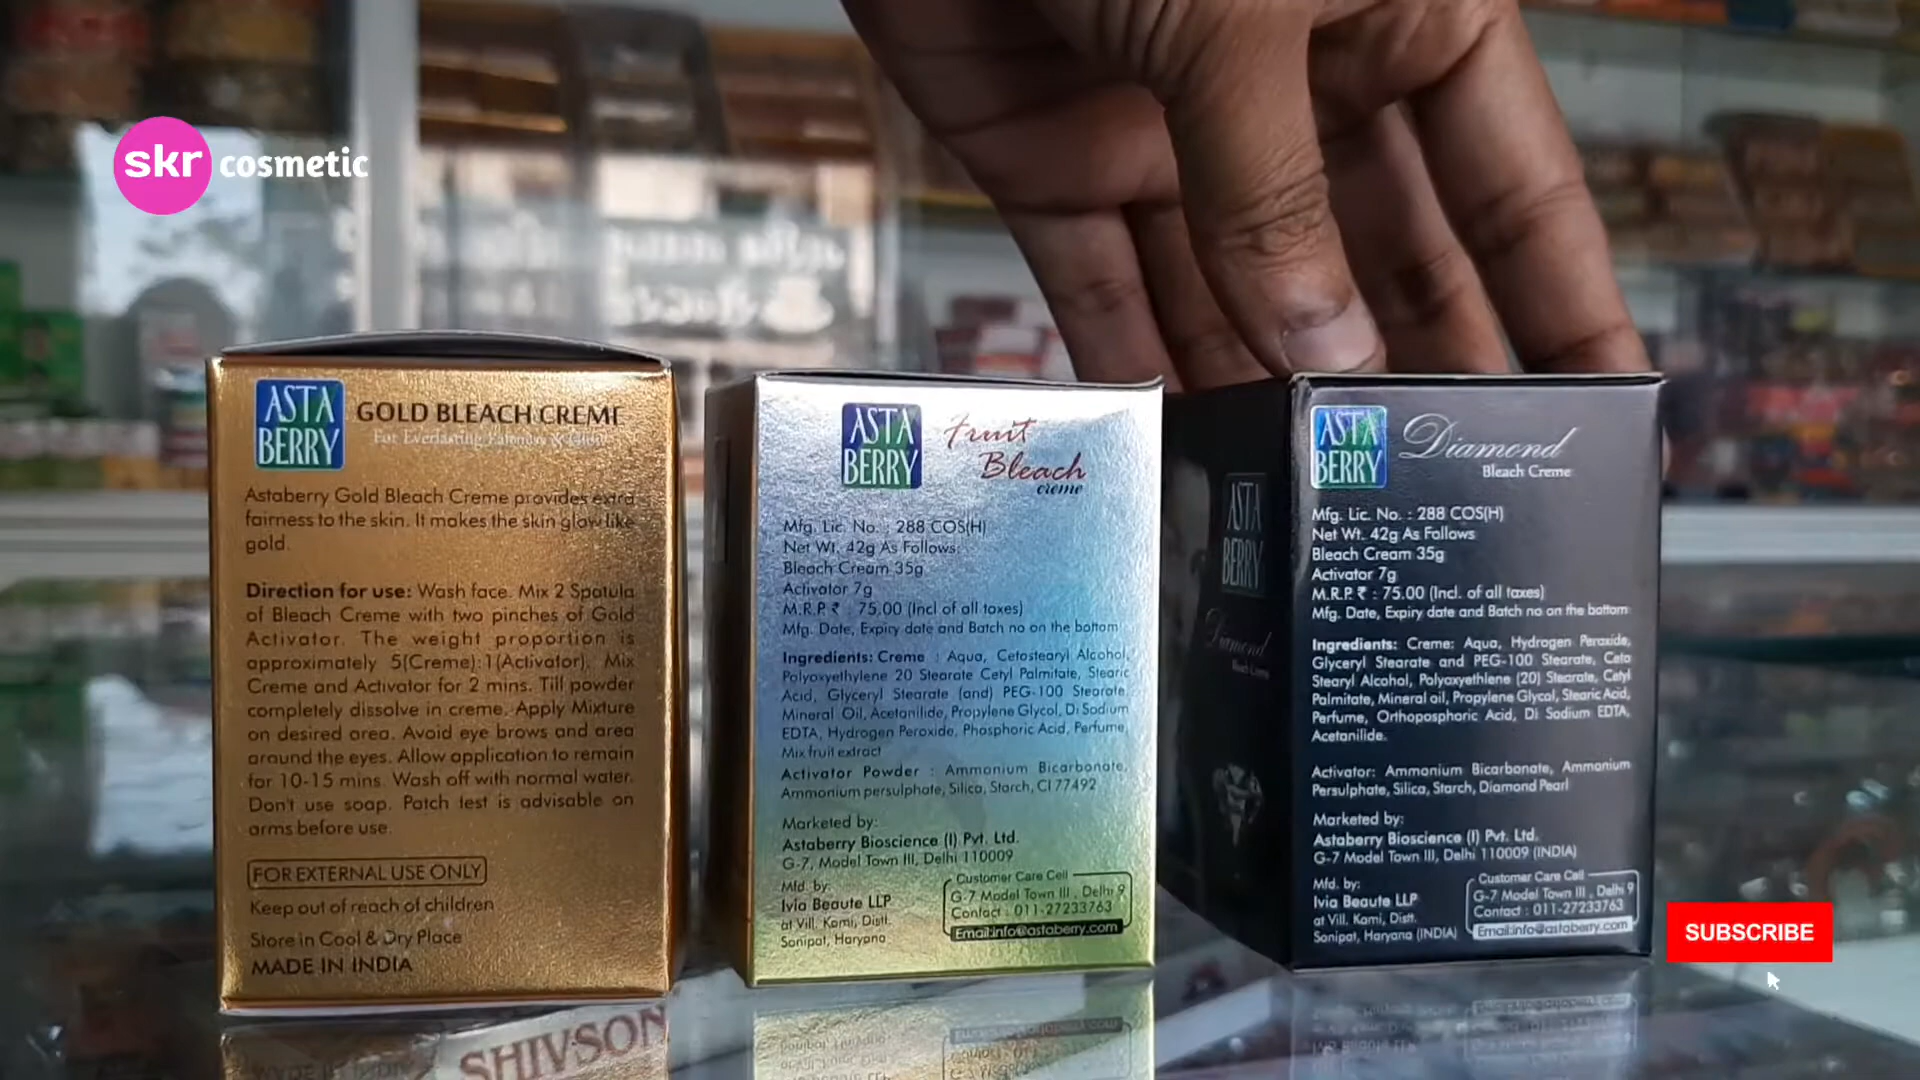 skr cosmetic
ASTA
BERRY
GOLD BLEACH CREME
For Everlasting Fairness & Glow
Astaberry Gold Bleach Creme provides extra
fairness to the skin. It makes the skin glow like
gold.
Direction for use: Wash face. Mix 2 Spatula
of Bleach Creme with two pinches of Gold
Activator. The weight proportion is
approximately 5(Creme):1(Activator). Mix
Creme and Activator for 2 mins. Till powder
completely dissolve in creme. Apply Mixture
on desired area. Avoid eye brows and area
around the eyes. Allow application to remain
for 10-15 mins. Wash off with normal water.
Don't use soap. Patch test is advisable on
arms before use.
FOR EXTERNAL USE ONLY
Keep out of reach of children
Store in Cool & Dry Place
MADE IN INDIA
SHIVSON
ASTA
BERRY
Fruit
Bleach
creme
Mfg. Lic. No. : 288 COS(H)
Net Wt. 42g As Follows:
Bleach Cream 35g
Activator 7g
M.R.P. ₹ : 75.00 (Incl of all taxes)
Mfg. Date, Expiry date and Batch no on the bottom
Ingredients: Creme : Aqua, Cetostearyl Alcohol,
Polyoxyethylene 20 Stearate Cetyl Palmitate, Stearic
Acid, Glyceryl Stearate (and) PEG-100 Stearate,
Mineral Oil, Acetanilide, Propylene Glycol, Di Sodium
EDTA, Hydrogen Peroxide, Phosphoric Acid, Perfume,
Mix fruit extract
Activator Powder : Ammonium Bicarbonate,
Ammonium persulphate, Silica, Starch, CI 77492
Marketed by:
Astaberry Bioscience (I) Pvt. Ltd.
G-7, Model Town III, Delhi 110009
Mfd. by:
Ivia Beaute LLP
at Vill. Kami, Distt.
Sonipat, Haryana
Customer Care Cell
G-7 Model Town III , Delhi 9
Contact : 011-27233763
Email:info@astaberry.com
ASTA
BERRY
Diamond
Bleach Creme
ASTA
BERRY
Diamond
Bleach Creme
Mfg. Lic. No. : 288 COS(H)
Net Wt. 42g As Follows
Bleach Cream 35g
Activator 7g
M.R.P. ₹ : 75.00 (Incl. of all taxes)
Mfg. Date, Expiry date and Batch no on the bottom
Ingredients: Creme: Aqua, Hydrogen Peroxide,
Glyceryl Stearate and PEG-100 Stearate, Ceto
Stearyl Alcohol, Polyoxyethlene (20) Stearate, Cetyl
Palmitate, Mineral oil, Propylene Glycol, Stearic Acid,
Perfume, Orthoposphoric Acid, Di Sodium EDTA,
Acetanilide.
Activator: Ammonium Bicarbonate, Ammonium
Persulphate, Silica, Starch, Diamond Pearl
Marketed by:
Astaberry Bioscience (I) Pvt. Ltd.
G-7 Model Town III, Delhi 110009 (INDIA)
Mfd. by:
Ivia Beaute LLP
at Vill. Kami, Distt.
Sonipat, Haryana (INDIA)
Customer Care Cell
G-7 Model Town III , Delhi 9
Contact : 011-27233763
Email:info@astaberry.com
SUBSCRIBE